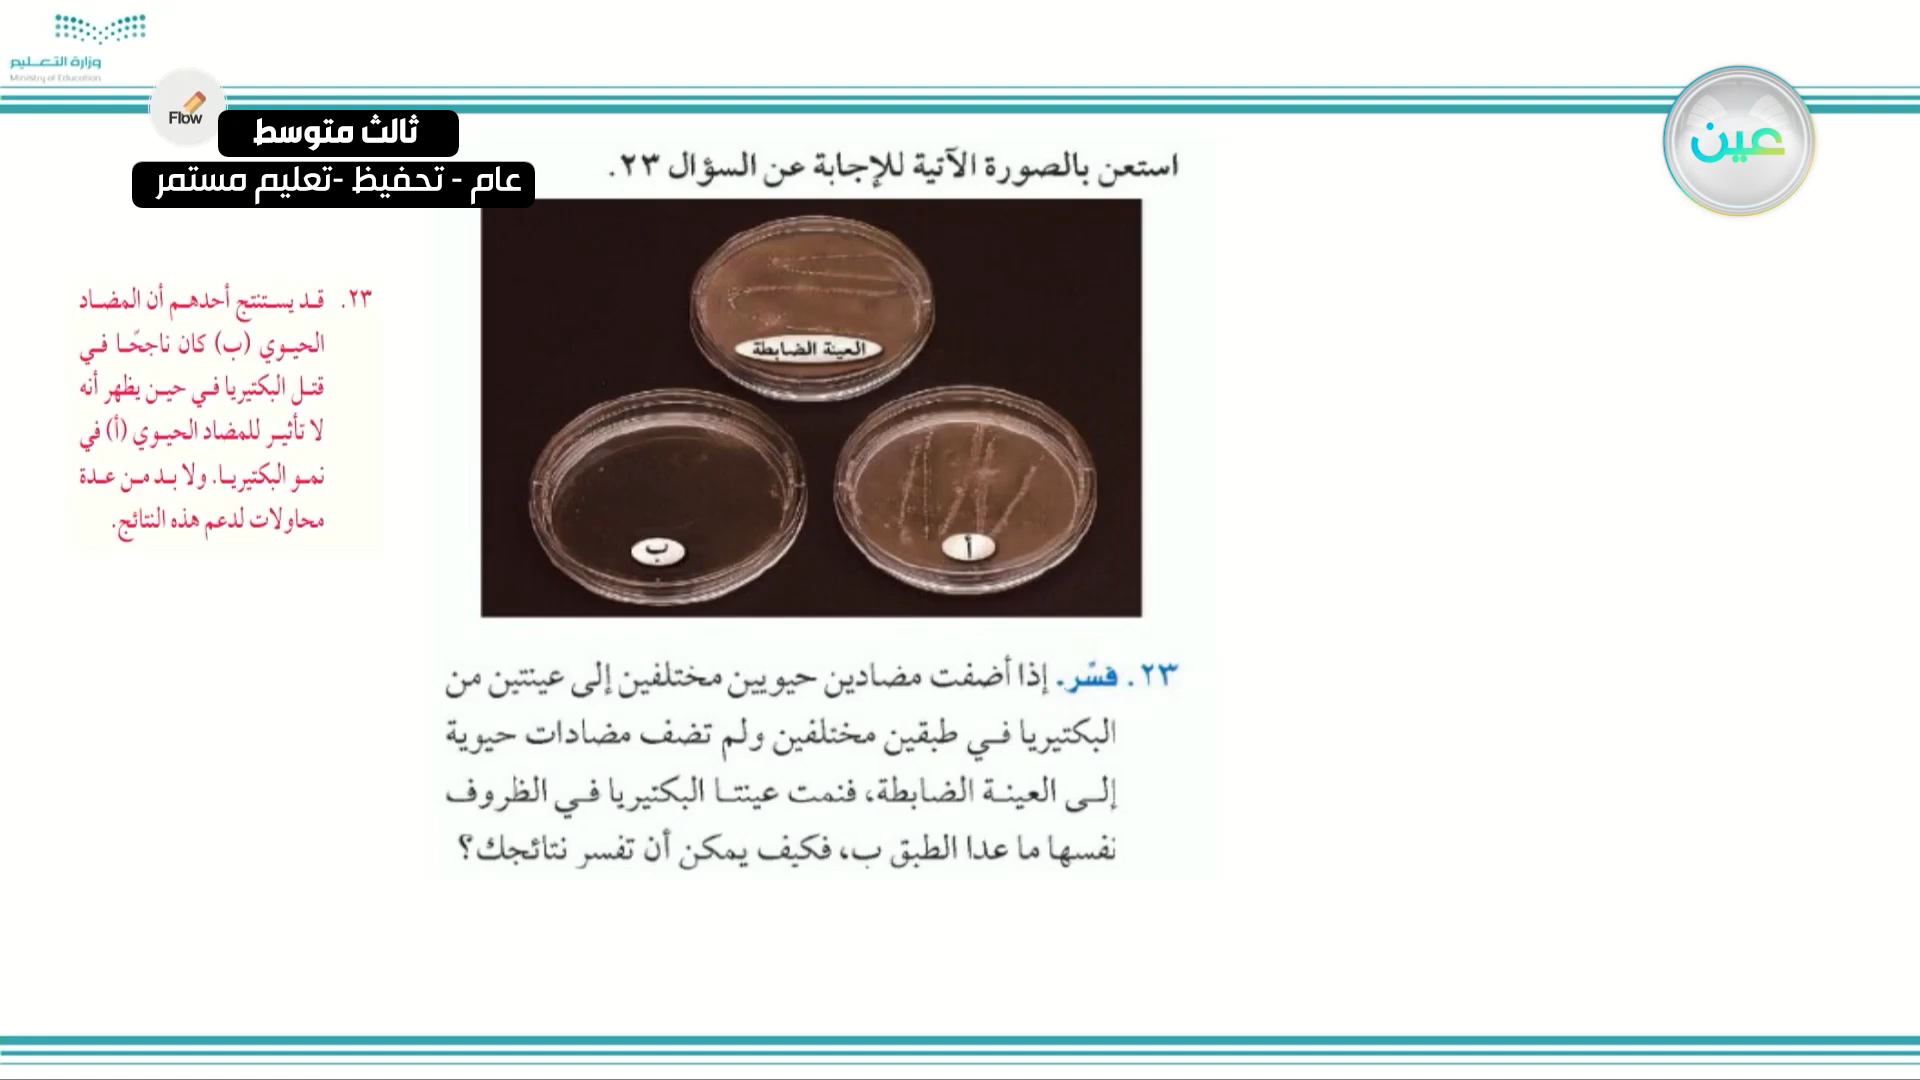 وزارة التعليم
Ministry of Education
Flow
ثالث متوسط
عام - تحفيظ -تعليم مستمر
عين
استعن بالصورة الآتية للإجابة عن السؤال ٢٣.
العينة الضابطة
أ
ب
٢٣. فسّر. إذا أضفت مضادين حيويين مختلفين إلى عينتين من
البكتيريا في طبقين مختلفين ولم تضف مضادات حيوية
إلى العينة الضابطة، فنمت عينتا البكتيريا في الظروف
نفسها ما عدا الطبق ب، فكيف يمكن أن تفسر نتائجك؟
٢٣. قد يستنتج أحدهم أن المضاد
الحيوي (ب) كان ناجحًا في
قتل البكتيريا في حين يظهر أنه
لا تأثير للمضاد الحيوي (أ) في
نمو البكتيريا. ولا بد من عدة
محاولات لدعم هذه النتائج.